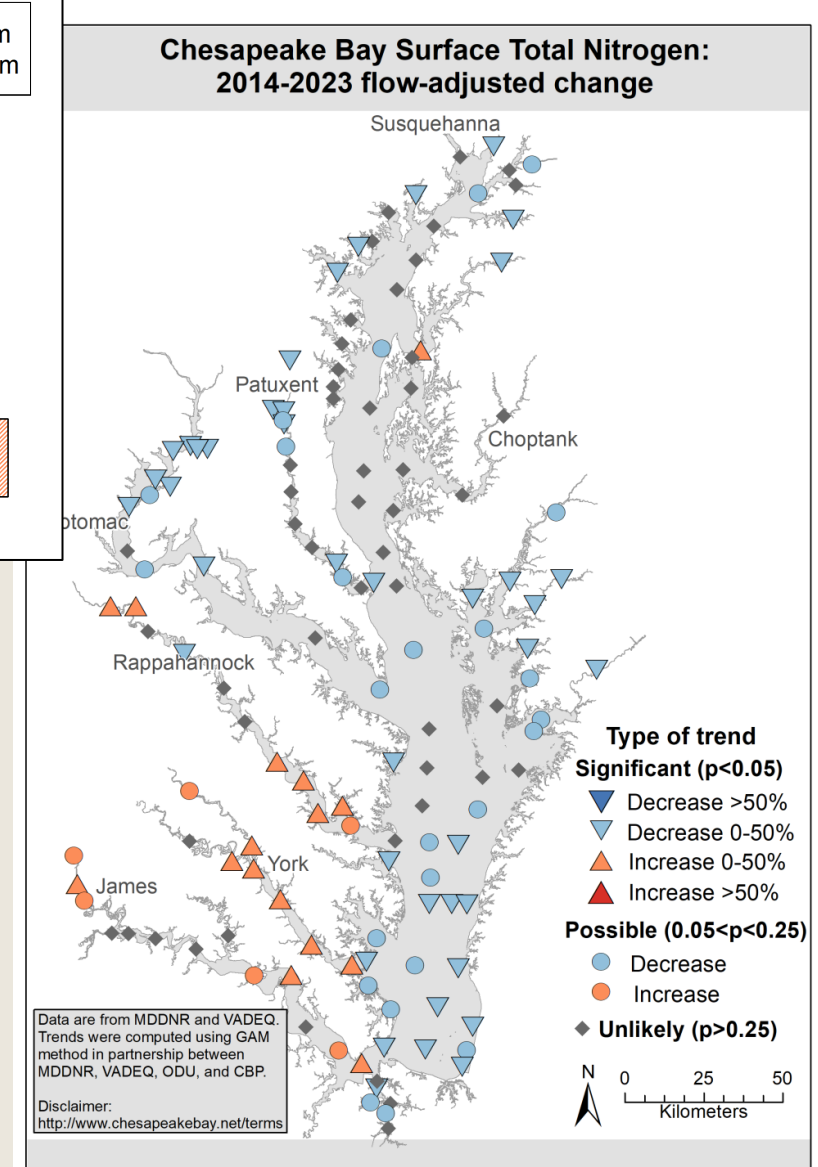 m
m
Chesapeake Bay Surface Total Nitrogen:
2014-2023 flow-adjusted change
Susquehanna
Patuxent
Choptank
otomac
Rappahannock
York
James
Type of trend
Significant (p<0.05)
Decrease >50%
Decrease 0-50%
Increase 0-50%
Increase >50%
Possible (0.05<p<0.25)
Decrease
Increase
Unlikely (p>0.25)
Data are from MDDNR and VADEQ.
Trends were computed using GAM
method in partnership between
MDDNR, VADEQ, ODU, and CBP.
Disclaimer:
http://www.chesapeakebay.net/terms
N
0 25 50
Kilometers